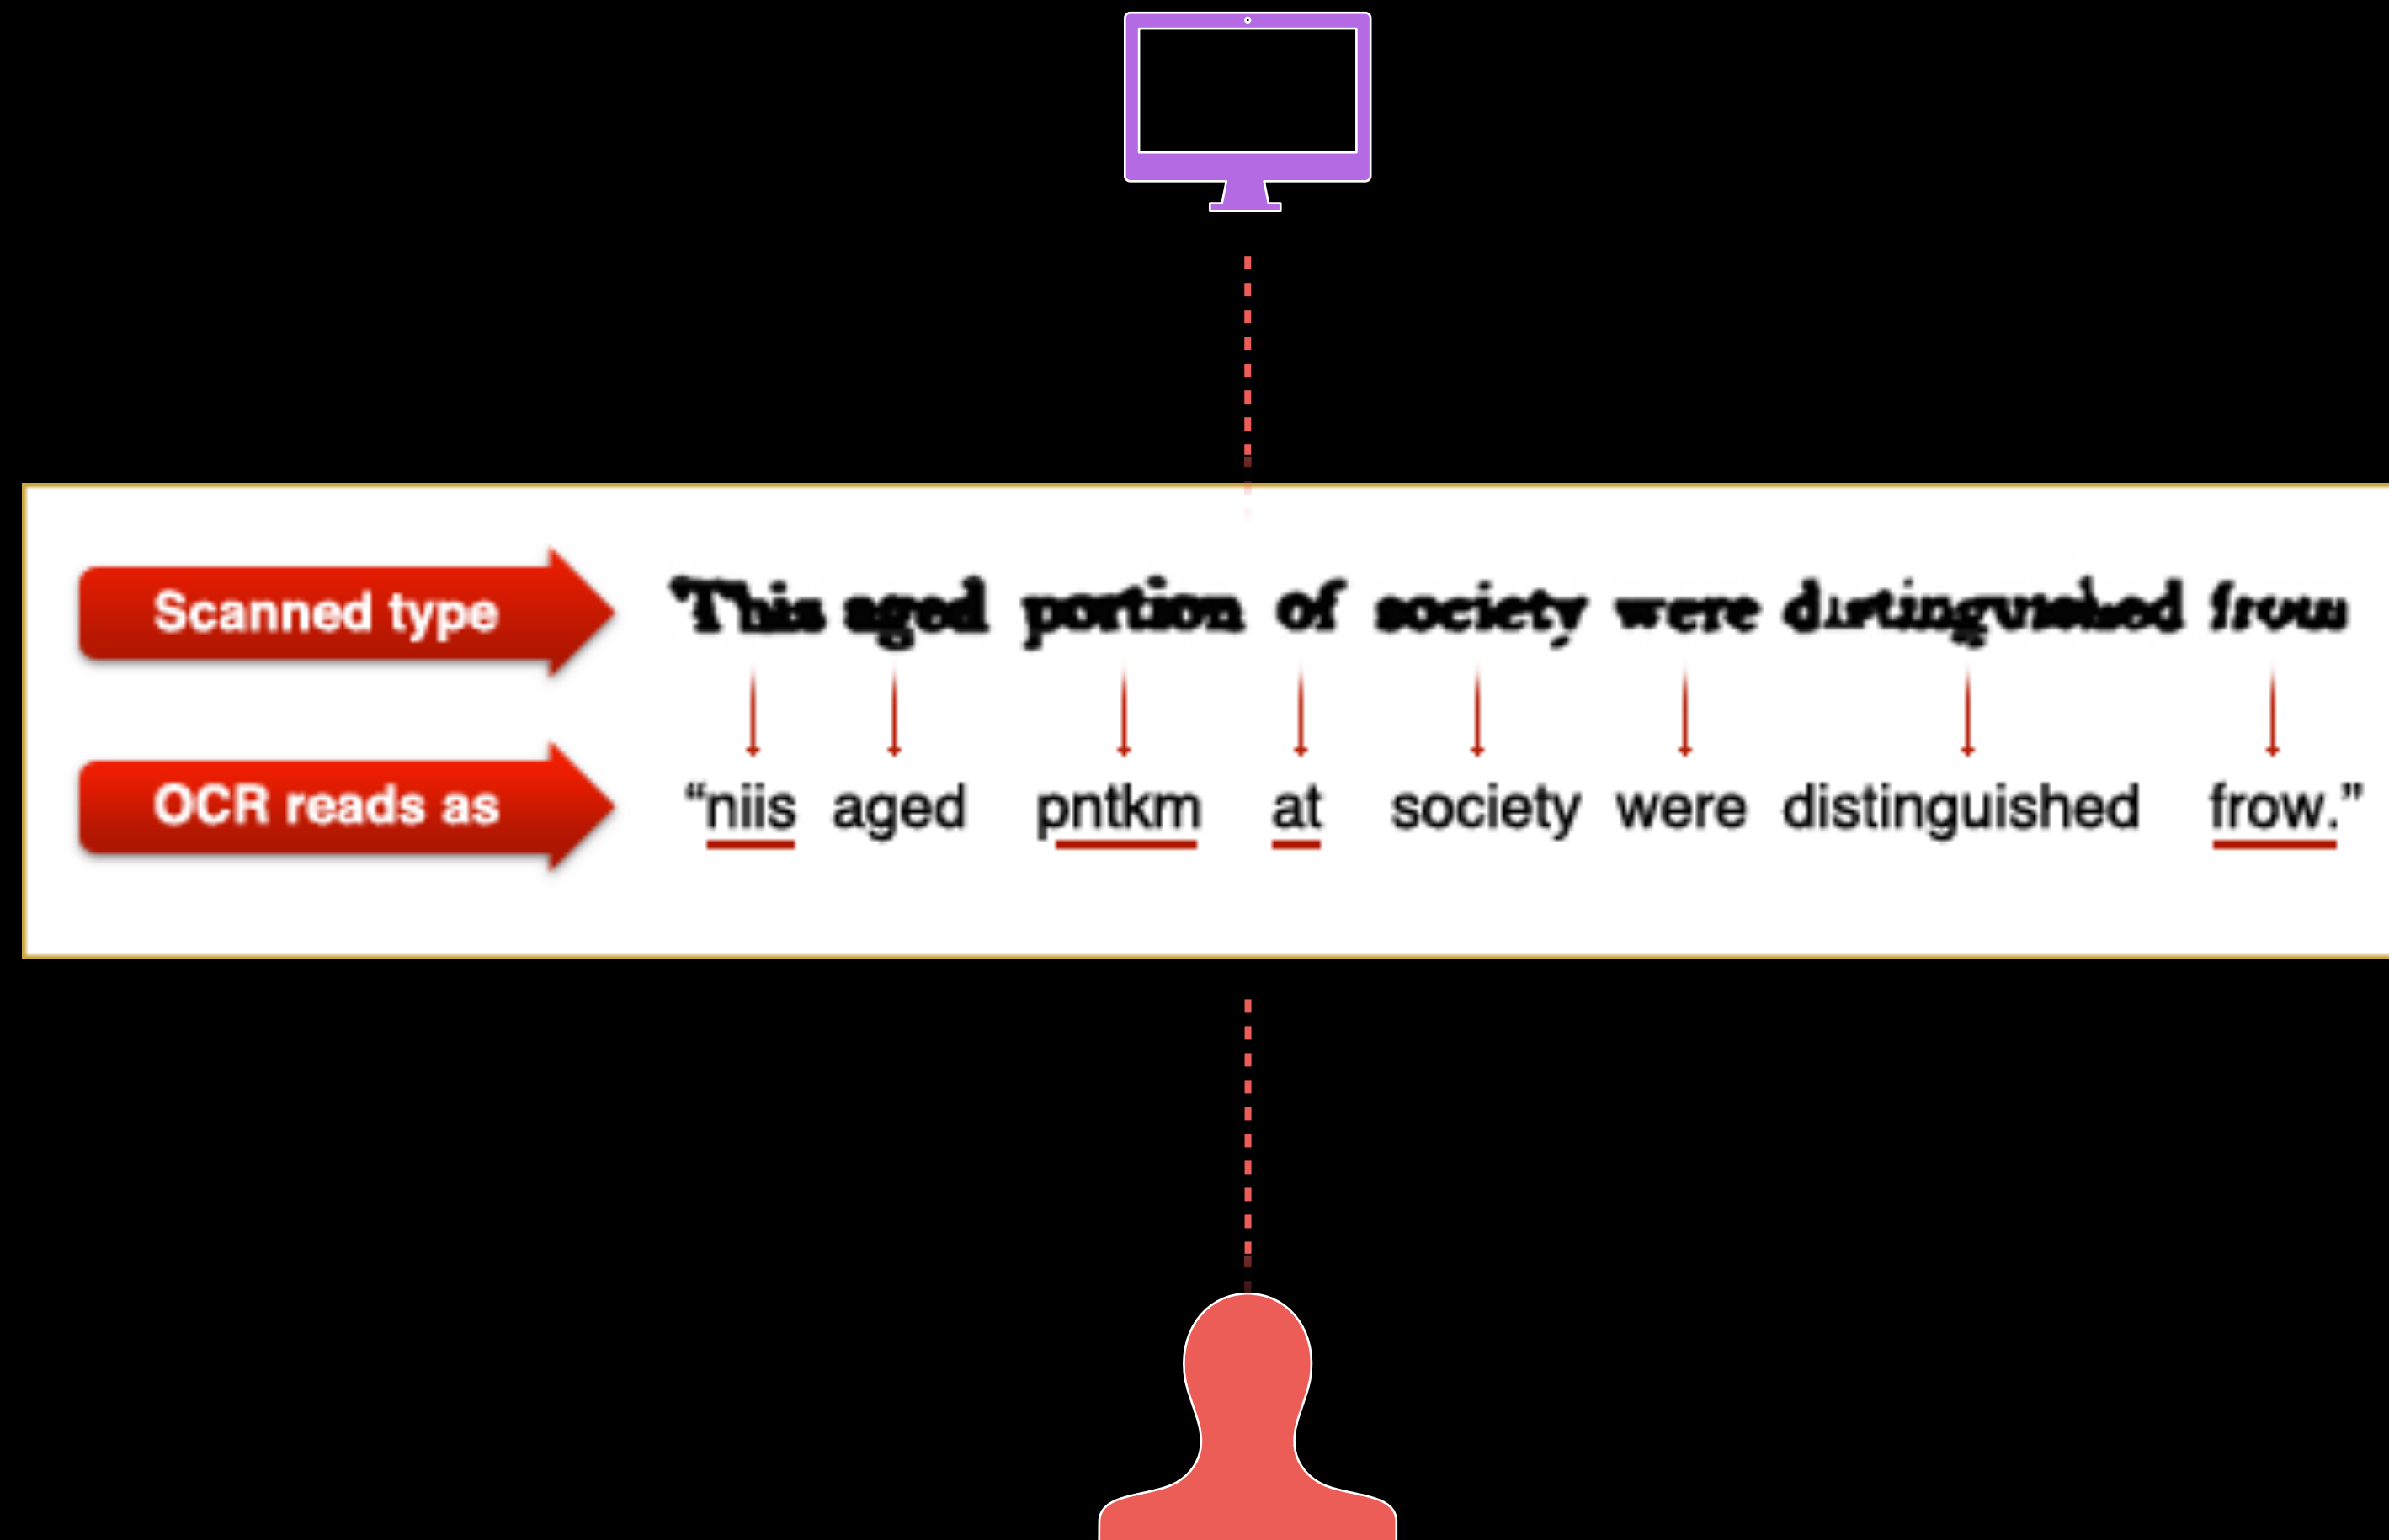 Scanned type This aged portion of society were distinguished from
OCR reads as “niis aged pntkm at society were distinguished frow.”